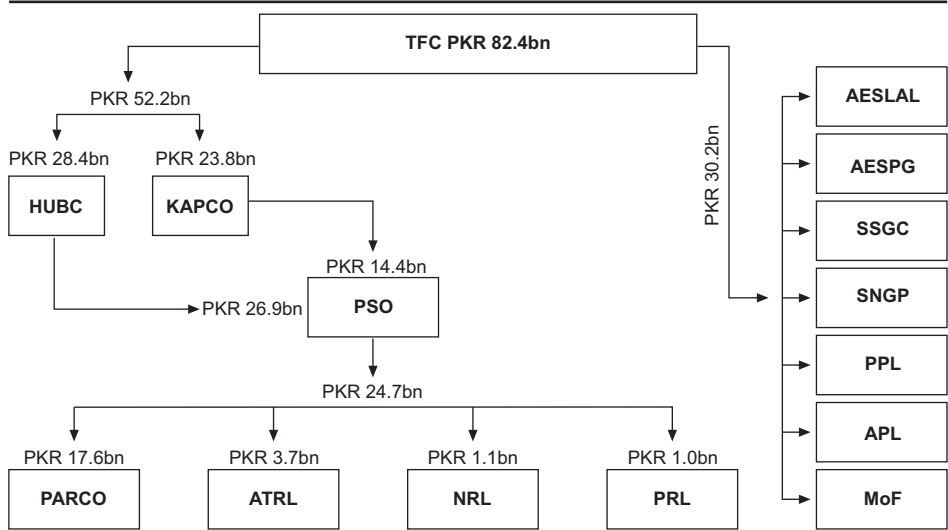 TFC PKR 82.4bn
PKR 52.2bn
PKR 28.4bn
PKR 23.8bn
HUBC
KAPCO
PKR 14.4bn
PKR 26.9bn
PSO
PKR 24.7bn
PKR 17.6bn
PKR 3.7bn
PKR 1.1bn
PKR 1.0bn
PARCO
ATRL
NRL
PRL
PKR 30.2bn
AESLAL
AESPG
SSGC
SNGP
PPL
APL
MoF